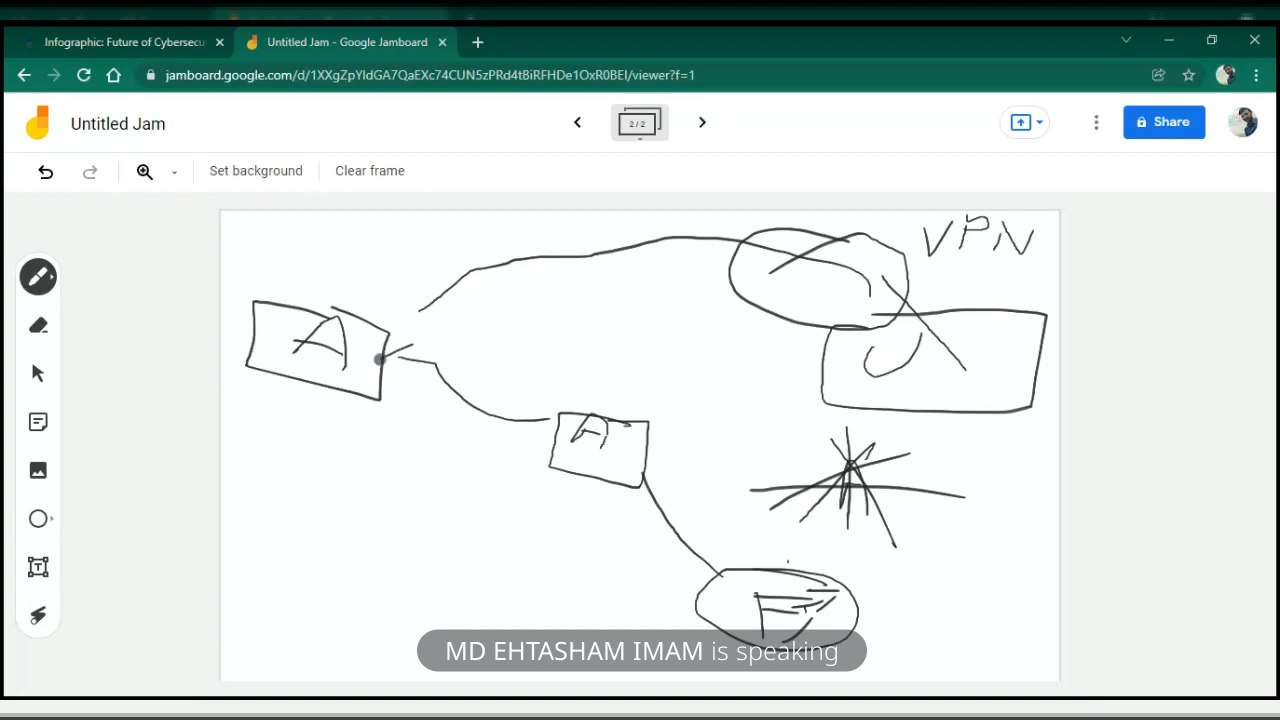 Infographic: Future of Cybersecu
Untitled Jam - Google Jamboard
jamboard.google.com/d/1XXgZpYldGA7QaEXc74CUN5zPRd4tBiRFHDe1OxR0BEI/viewer?f=1
Untitled Jam
2 / 2
Share
Set background
Clear frame
VPN
A
A
MD EHTASHAM IMAM is speaking